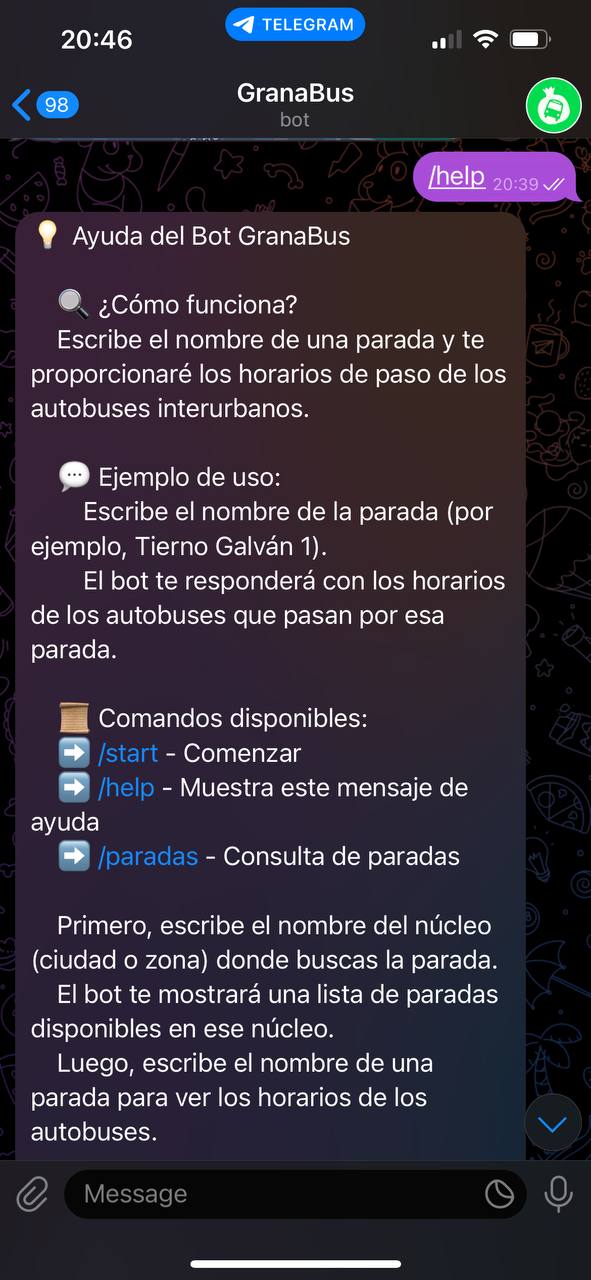 20:46
TELEGRAM
98
GranaBus
bot
/help 20:39
💡 Ayuda del Bot GranaBus
🔍 ¿Cómo funciona?
Escribe el nombre de una parada y te
proporcionaré los horarios de paso de los
autobuses interurbanos.
💬 Ejemplo de uso:
Escribe el nombre de la parada (por
ejemplo, Tierno Galván 1).
El bot te responderá con los horarios
de los autobuses que pasan por esa
parada.
📜 Comandos disponibles:
➡️ /start - Comenzar
➡️ /help - Muestra este mensaje de
ayuda
➡️ /paradas - Consulta de paradas
Primero, escribe el nombre del núcleo
(ciudad o zona) donde buscas la parada.
El bot te mostrará una lista de paradas
disponibles en ese núcleo.
Luego, escribe el nombre de una
parada para ver los horarios de los
autobuses.
Message